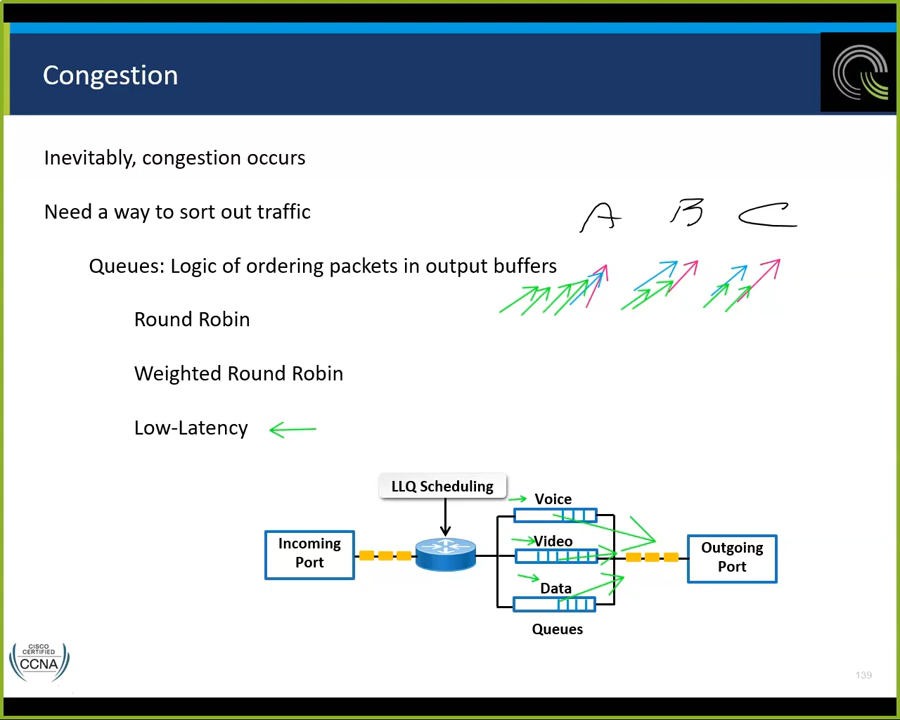 Congestion
Inevitably, congestion occurs
Need a way to sort out traffic
A B C
Queues: Logic of ordering packets in output buffers
Round Robin
Weighted Round Robin
Low-Latency
LLQ Scheduling
Voice
Incoming
Port
Video
Outgoing
Port
Data
Queues
CISCO
CERTIFIED
CCNA
139